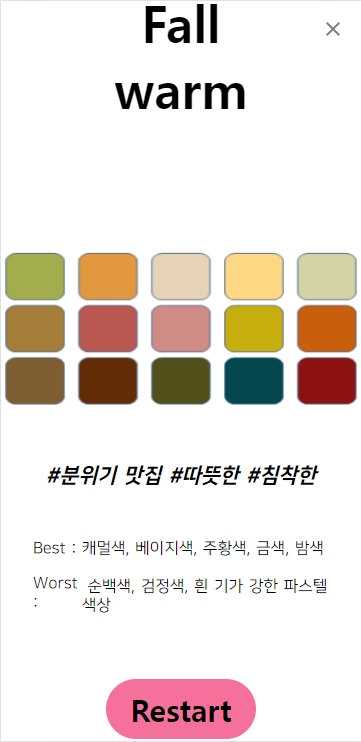 Fall
warm
#분위기 맛집 #따뜻한 #침착한
Best : 캐멀색, 베이지색, 주황색, 금색, 밤색
Worst : 순백색, 검정색, 흰 기가 강한 파스텔
색상
Restart